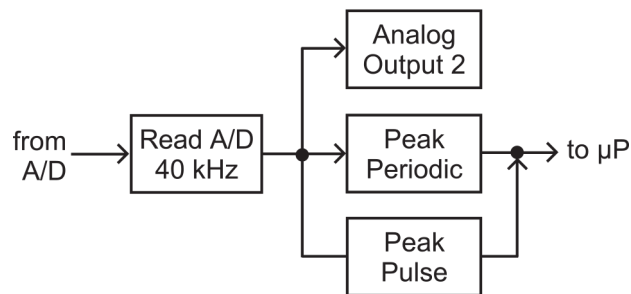 Analog
Output 2
from
A/D
Read A/D
40 kHz
Peak
Periodic
to µP
Peak
Pulse